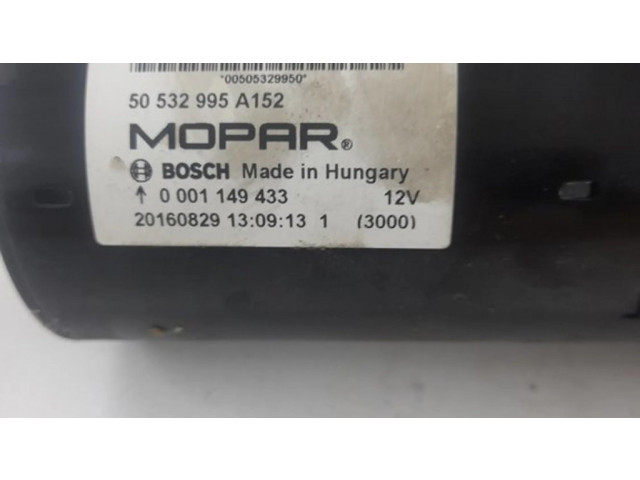 *00505329950*
50 532 995 A152
MOPAR®
BOSCH Made in Hungary
↑ 0 001 149 433 12V
20160829 13:09:13 1 (3000)